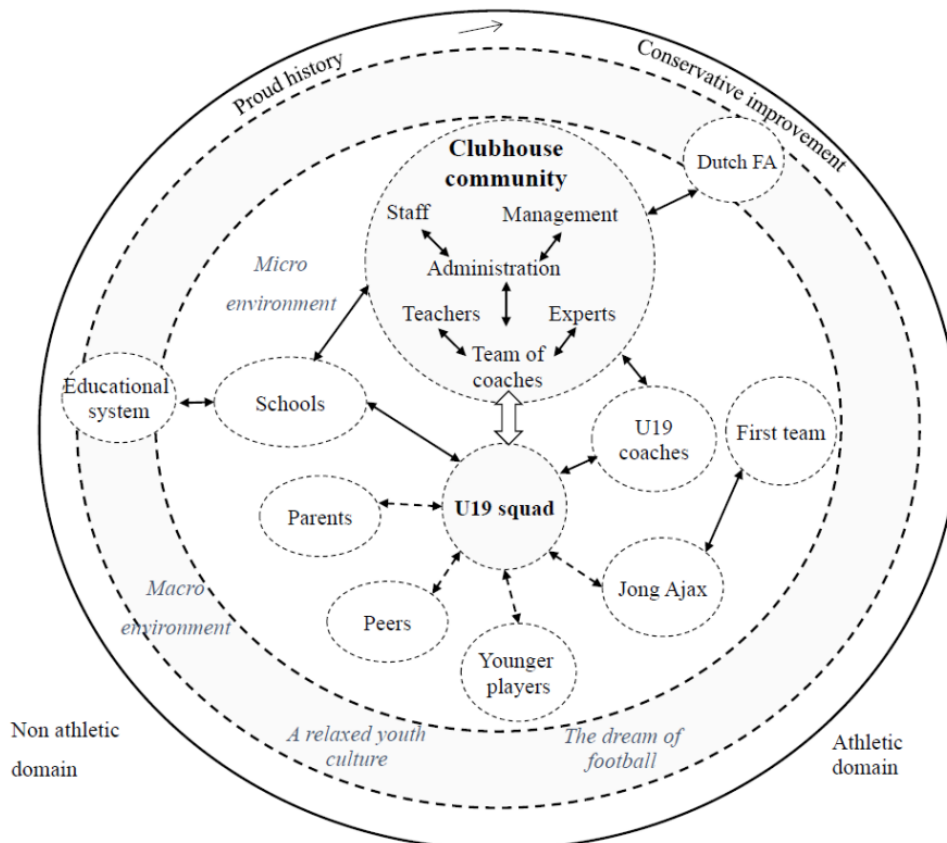 Proud history
Conservative improvement
Clubhouse
community
Dutch FA
Staff
Management
Administration
Teachers
Experts
Team of
coaches
Micro
environment
Educational
system
Schools
U19
coaches
First team
Parents
U19 squad
Jong Ajax
Peers
Younger
players
Macro
environment
A relaxed youth
culture
The dream of
football
Non athletic
domain
Athletic
domain